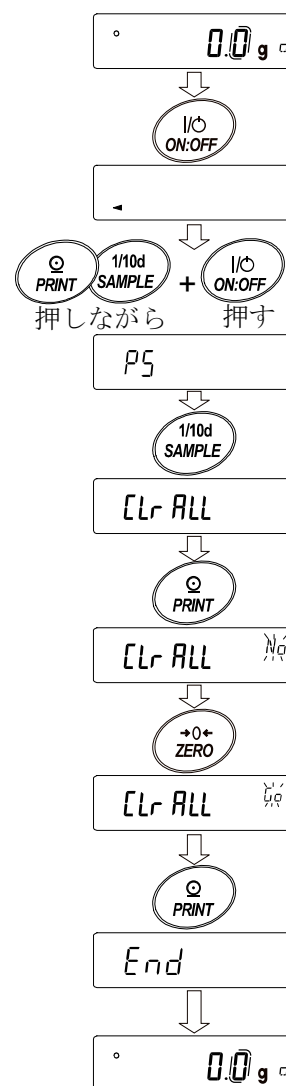 0.0 g
I/⏻
ON:OFF
PRINT
1/10d
SAMPLE
+
I/⏻
ON:OFF
押しながら 押す
PS
1/10d
SAMPLE
Clr ALL
PRINT
Clr ALL No
→0←
ZERO
Clr ALL Go
PRINT
End
0.0 g